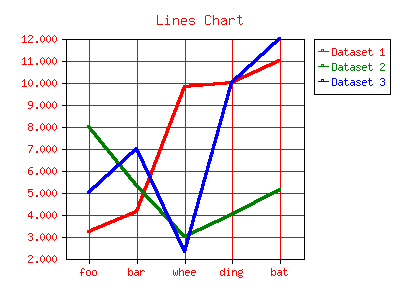 Lines Chart
12.000
11.000
10.000
9.000
8.000
7.000
6.000
5.000
4.000
3.000
2.000
foo bar whee ding bat
Dataset 1
Dataset 2
Dataset 3